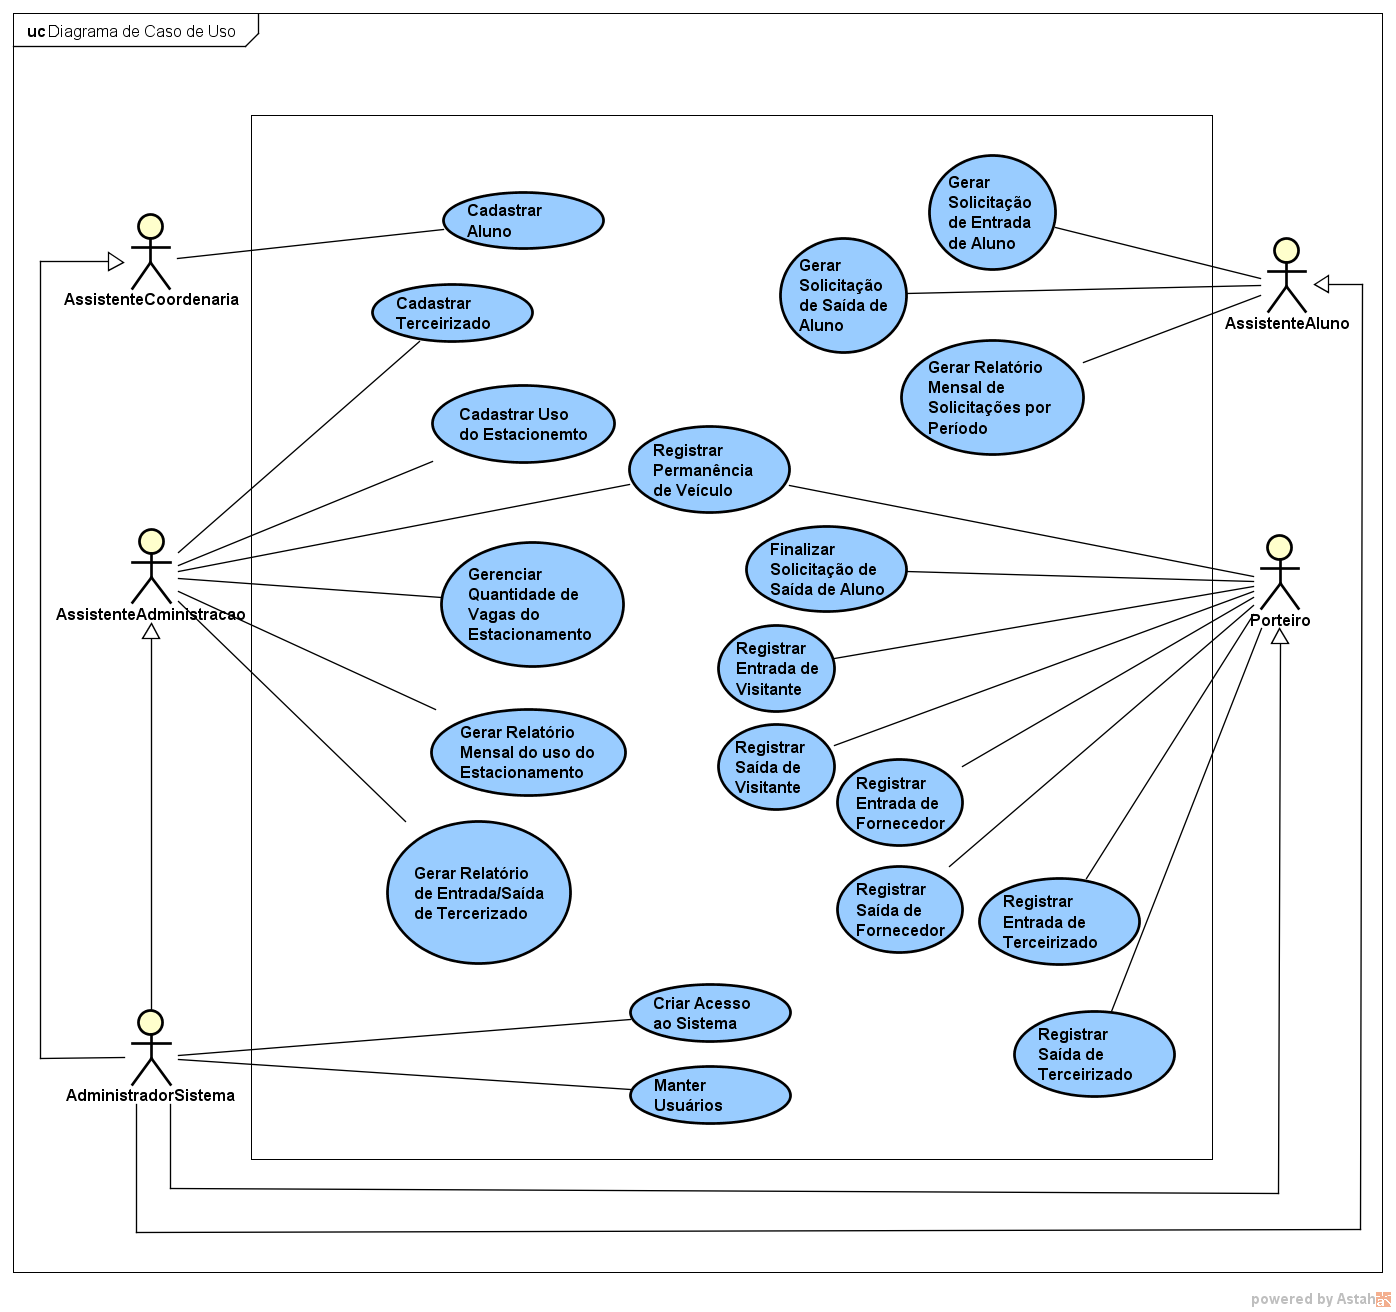 uc Diagrama de Caso de Uso
AssistenteCoordenaria
Cadastrar
Aluno
Gerar
Solicitação
de Entrada
de Aluno
Gerar
Solicitação
de Saída de
Aluno
AssistenteAluno
Cadastrar
Terceirizado
Gerar Relatório
Mensal de
Solicitações por
Período
Cadastrar Uso
do Estacionemto
Registrar
Permanência
de Veículo
AssistenteAdministracao
Finalizar
Solicitação de
Saída de Aluno
Porteiro
Gerenciar
Quantidade de
Vagas do
Estacionamento
Registrar
Entrada de
Visitante
Gerar Relatório
Mensal do uso do
Estacionamento
Registrar
Saída de
Visitante
Registrar
Entrada de
Fornecedor
Gerar Relatório
de Entrada/Saída
de Tercerizado
Registrar
Saída de
Fornecedor
Registrar
Entrada de
Terceirizado
Criar Acesso
ao Sistema
Registrar
Saída de
Terceirizado
AdministradorSistema
Manter
Usuários
powered by Astah